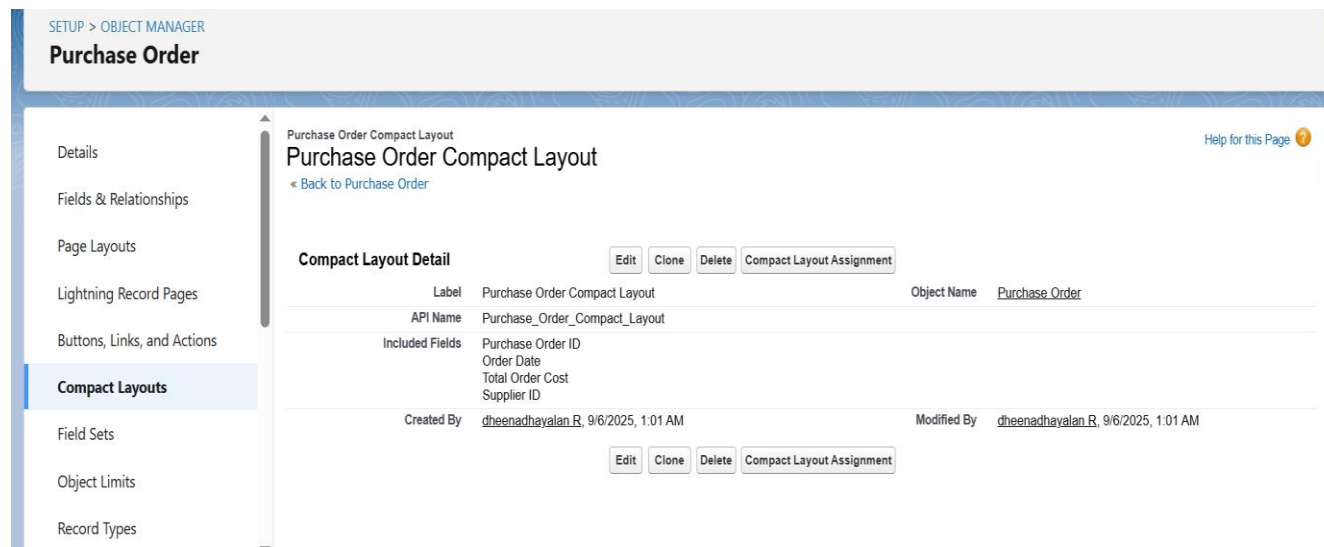 SETUP > OBJECT MANAGER
Purchase Order
Details
Fields & Relationships
Page Layouts
Lightning Record Pages
Buttons, Links, and Actions
Compact Layouts
Field Sets
Object Limits
Record Types
Purchase Order Compact Layout
Help for this Page ?
Purchase Order Compact Layout
« Back to Purchase Order
Compact Layout Detail Edit Clone Delete Compact Layout Assignment
Label Purchase Order Compact Layout Object Name Purchase Order
API Name Purchase_Order_Compact_Layout
Included Fields Purchase Order ID
Order Date
Total Order Cost
Supplier ID
Created By dheenadhayalan R, 9/6/2025, 1:01 AM Modified By dheenadhayalan R, 9/6/2025, 1:01 AM
Edit Clone Delete Compact Layout Assignment